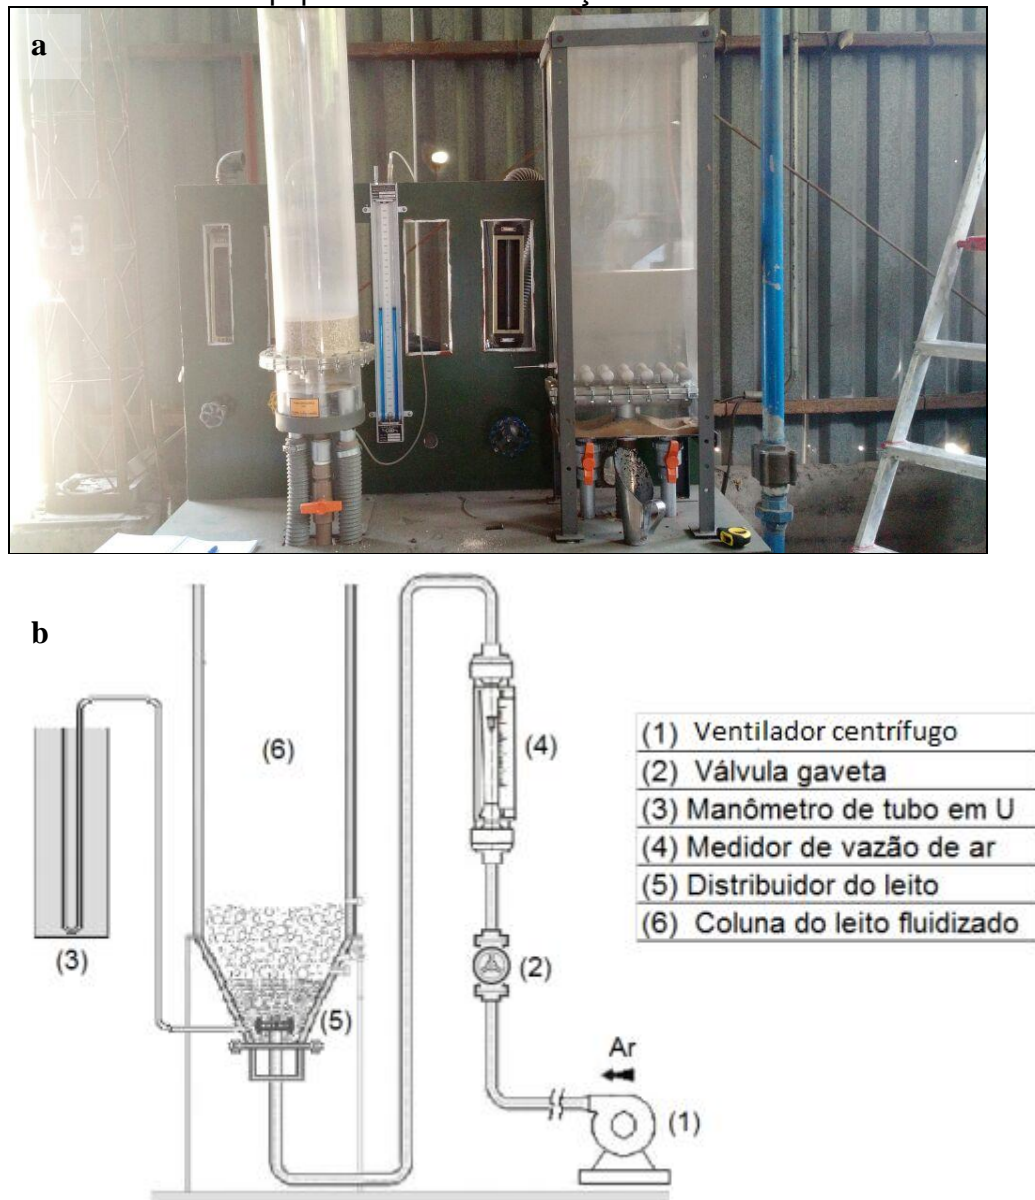 a
b
(6)
(4)
(1) Ventilador centrífugo
(2) Válvula gaveta
(3) Manômetro de tubo em U
(4) Medidor de vazão de ar
(5) Distribuidor do leito
(6) Coluna do leito fluidizado
(3)
(2)
(5)
Ar
(1)